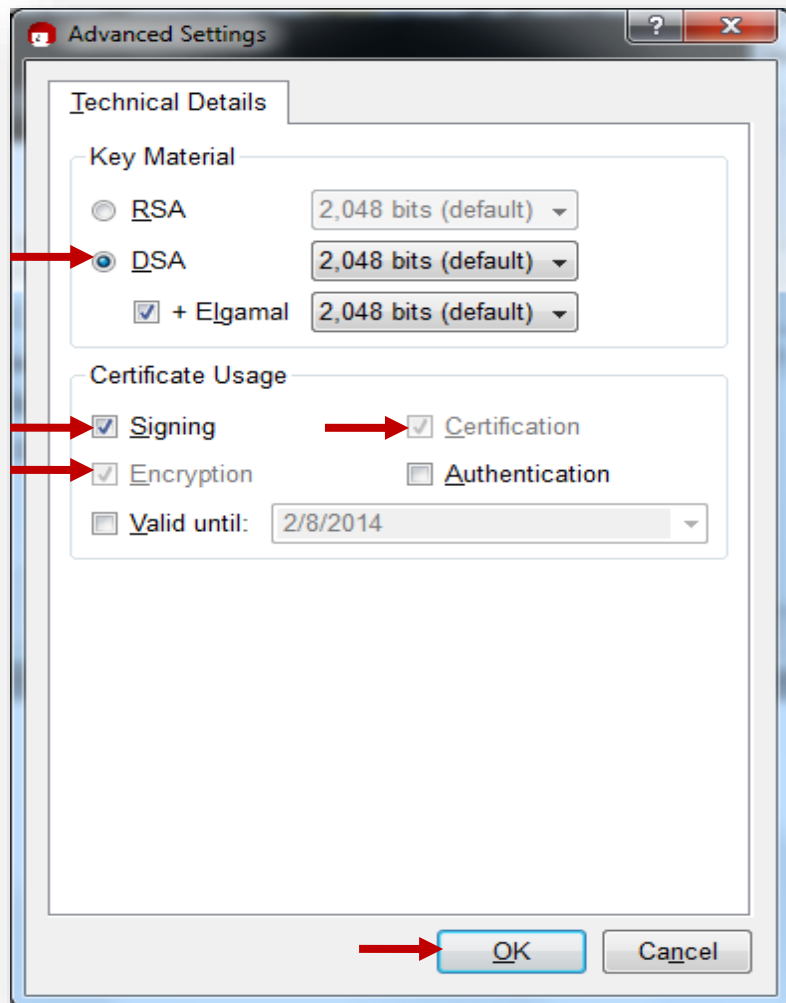 Advanced Settings
Technical Details
Key Material
RSA 2,048 bits (default)
DSA 2,048 bits (default)
+ Elgamal 2,048 bits (default)
Certificate Usage
Signing Certification
Encryption Authentication
Valid until: 2/8/2014
OK Cancel